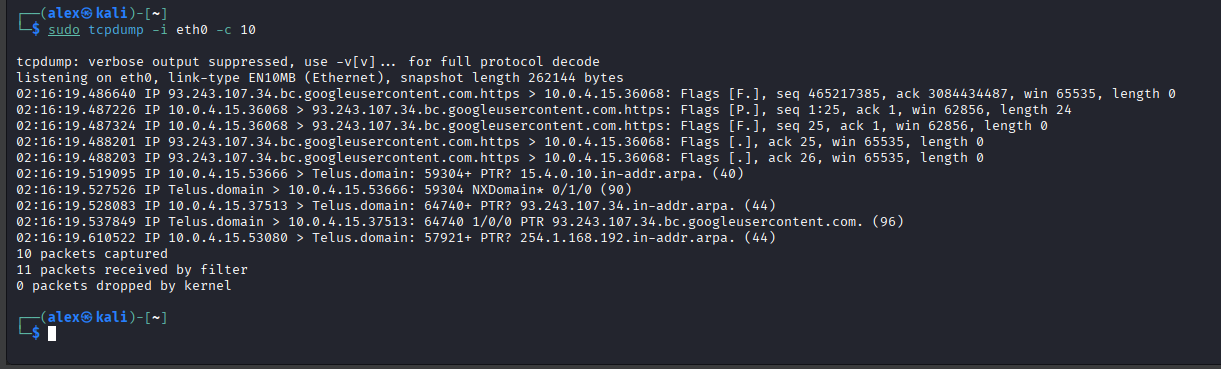 ┌──(alex㉿kali)-[~]
└─$ sudo tcpdump -i eth0 -c 10
tcpdump: verbose output suppressed, use -v[v]... for full protocol decode
listening on eth0, link-type EN10MB (Ethernet), snapshot length 262144 bytes
02:16:19.486640 IP 93.243.107.34.bc.googleusercontent.com.https > 10.0.4.15.36068: Flags [F.], seq 465217385, ack 3084434487, win 65535, length 0
02:16:19.487226 IP 10.0.4.15.36068 > 93.243.107.34.bc.googleusercontent.com.https: Flags [P.], seq 1:25, ack 1, win 62856, length 24
02:16:19.487324 IP 10.0.4.15.36068 > 93.243.107.34.bc.googleusercontent.com.https: Flags [F.], seq 25, ack 1, win 62856, length 0
02:16:19.488201 IP 93.243.107.34.bc.googleusercontent.com.https > 10.0.4.15.36068: Flags [.], ack 25, win 65535, length 0
02:16:19.488203 IP 93.243.107.34.bc.googleusercontent.com.https > 10.0.4.15.36068: Flags [.], ack 26, win 65535, length 0
02:16:19.519095 IP 10.0.4.15.53666 > Telus.domain: 59304+ PTR? 15.4.0.10.in-addr.arpa. (40)
02:16:19.527526 IP Telus.domain > 10.0.4.15.53666: 59304 NXDomain* 0/1/0 (90)
02:16:19.528083 IP 10.0.4.15.37513 > Telus.domain: 64740+ PTR? 93.243.107.34.in-addr.arpa. (44)
02:16:19.537849 IP Telus.domain > 10.0.4.15.37513: 64740 1/0/0 PTR 93.243.107.34.bc.googleusercontent.com. (96)
02:16:19.610522 IP 10.0.4.15.53080 > Telus.domain: 57921+ PTR? 254.1.168.192.in-addr.arpa. (44)
10 packets captured
11 packets received by filter
0 packets dropped by kernel
┌──(alex㉿kali)-[~]
└─$